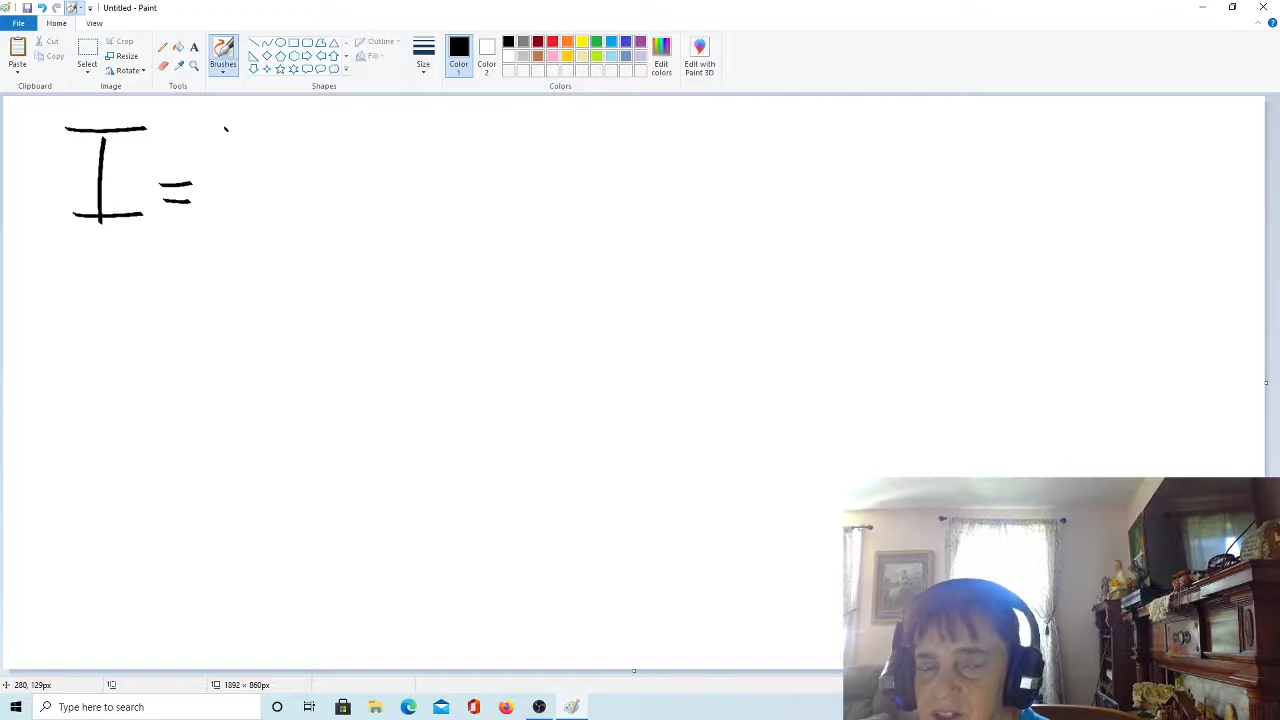 Untitled - Paint
File Home View
Paste
Cut
Copy
Clipboard
Select
Crop
Resize
Rotate
Image
A
Tools
Brushes
Outline
Fill
Shapes
Size
Color
1
Color
2
Colors
Edit
colors
Edit with
Paint 3D
I =
280, 129px
1892 × 860px
Type here to search